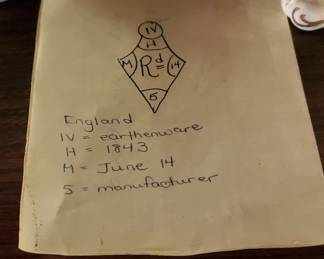 IV
H
M Rd 14
5
England
IV = earthenware
H = 1843
M = June 14
5 = manufacturer